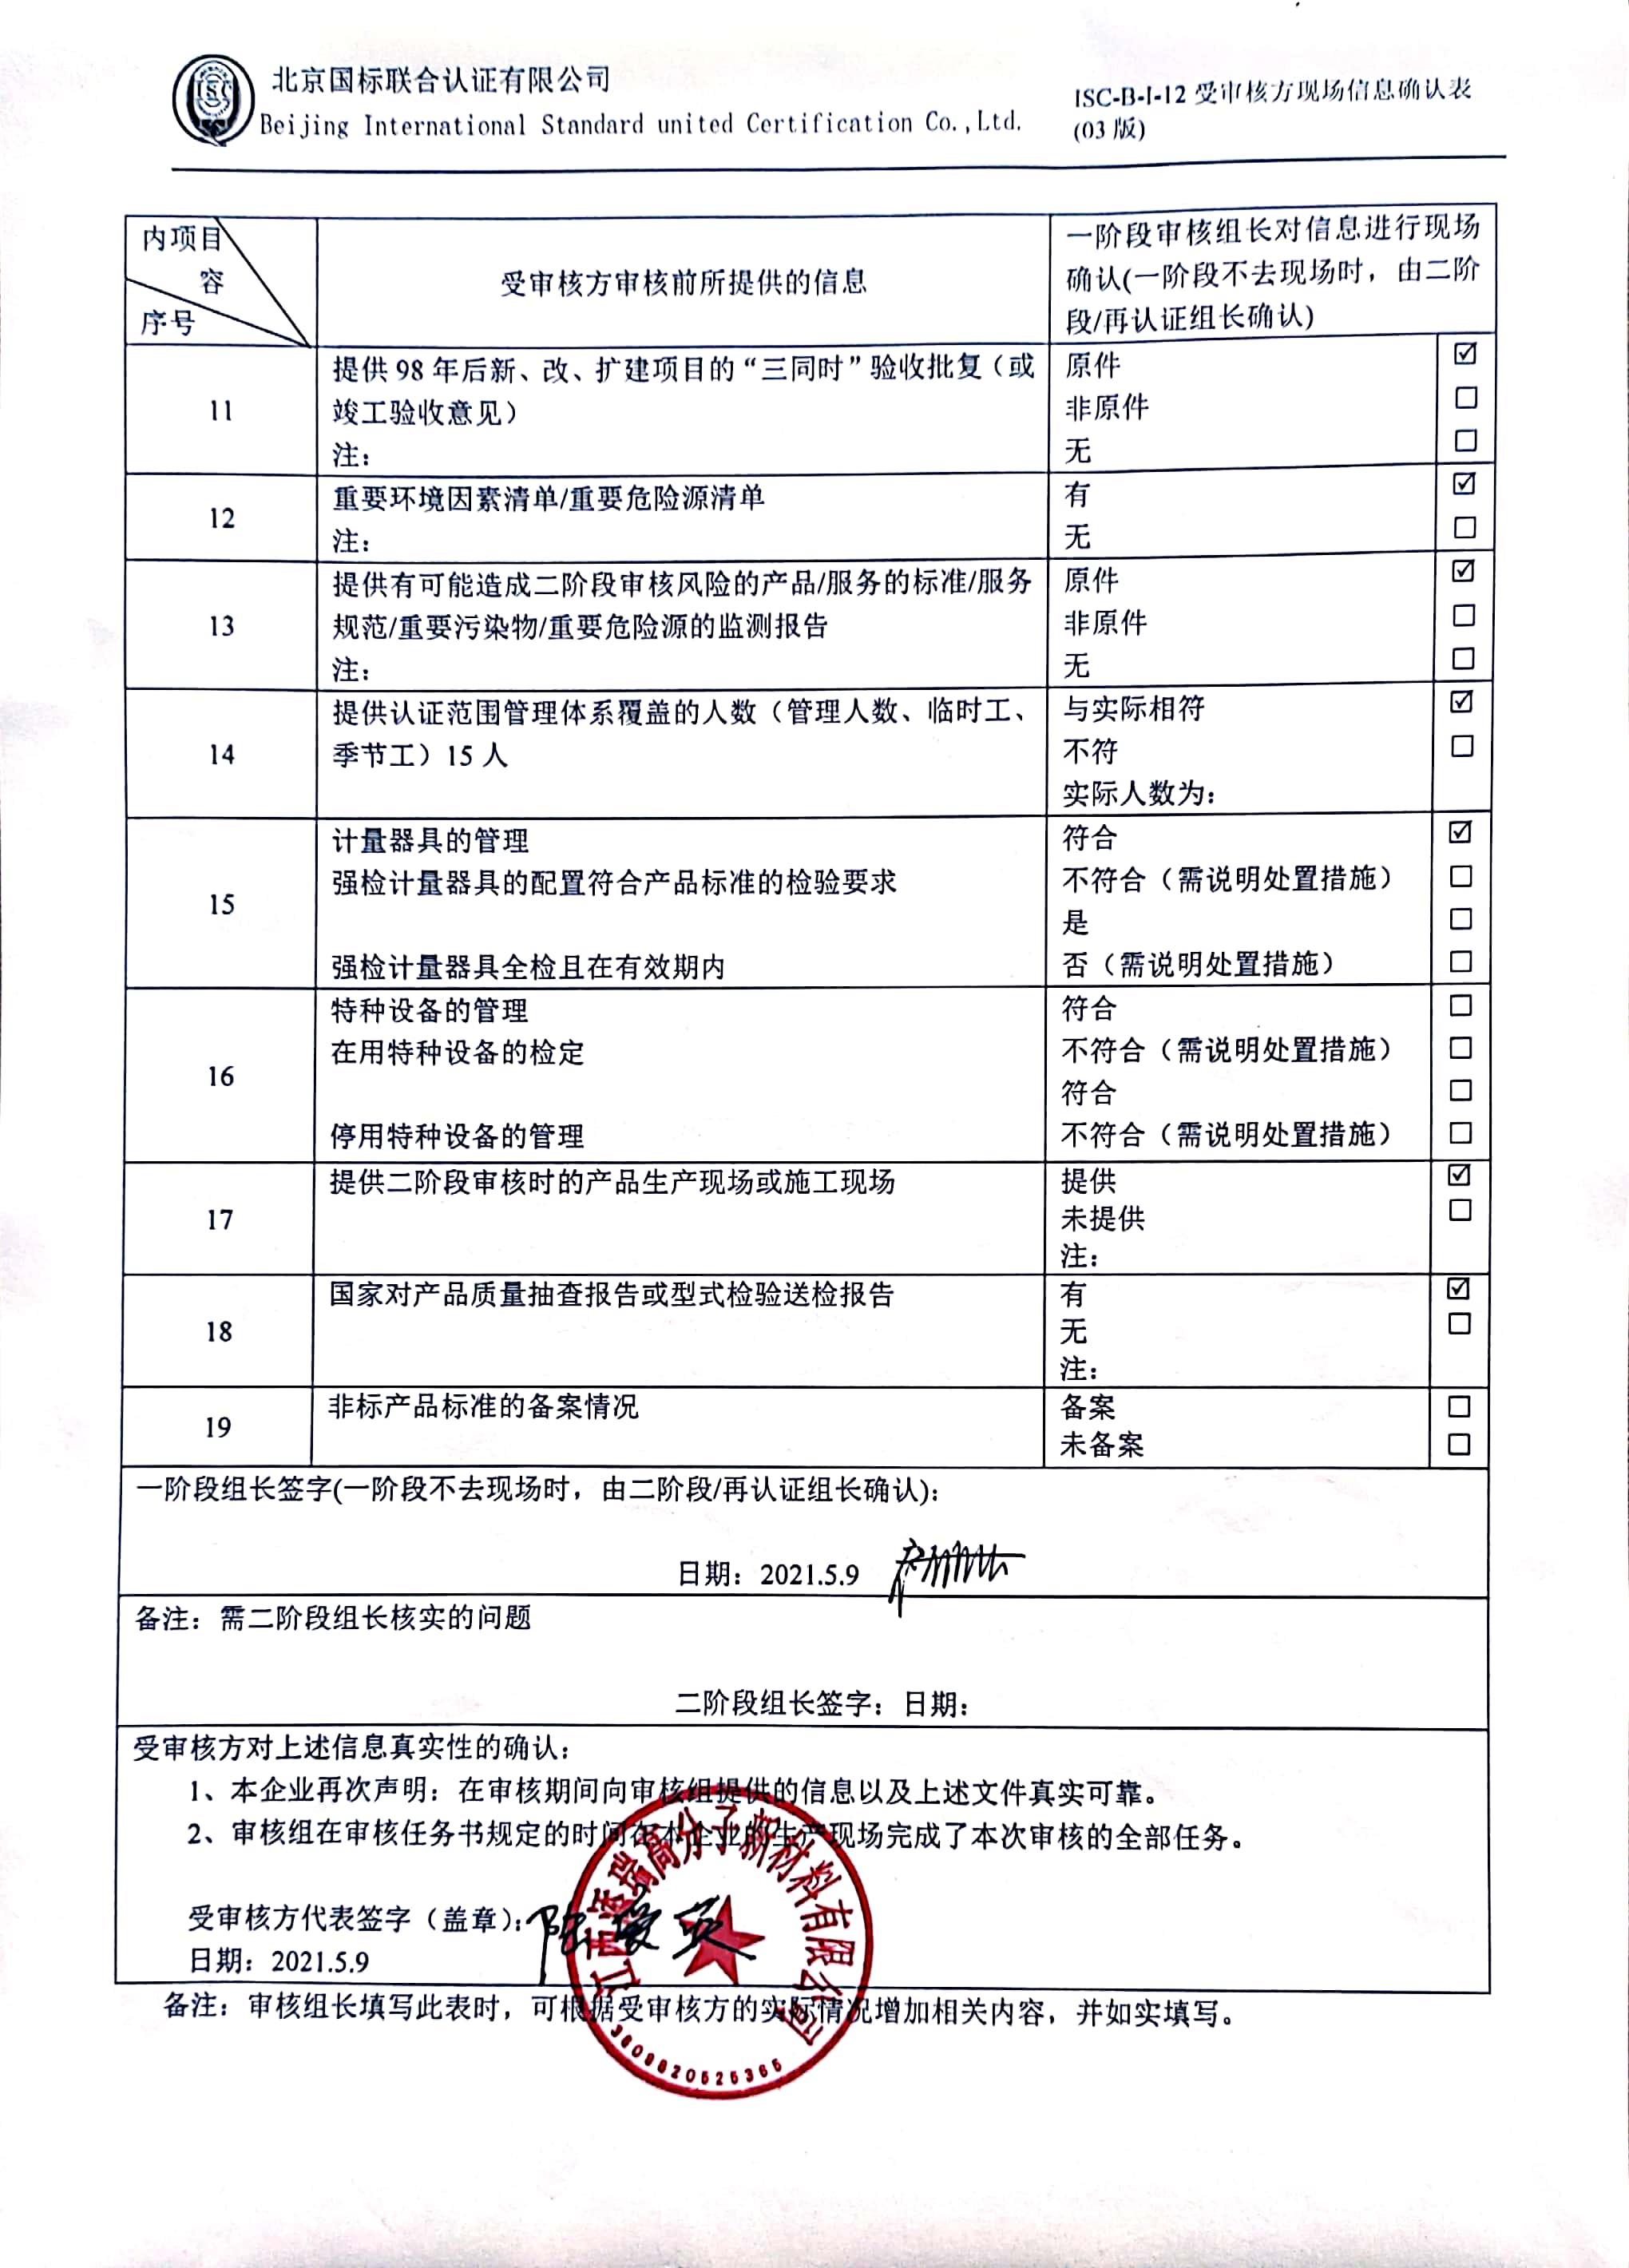 北京国标联合认证有限公司
Beijing International Standard united Certification Co.,Ltd.
ISC-B-I-12 受审核方现场信息确认表
(03 版)
内项目
容
序号
受审核方审核前所提供的信息
一阶段审核组长对信息进行现场
确认(一阶段不去现场时，由二阶
段/再认证组长确认)
11
提供 98 年后新、改、扩建项目的“三同时”验收批复（或
竣工验收意见）
注：
原件 ☑
非原件 □
无 □
12
重要环境因素清单/重要危险源清单
注：
有 ☑
无 □
13
提供有可能造成二阶段审核风险的产品/服务的标准/服务
规范/重要污染物/重要危险源的监测报告
注：
原件 ☑
非原件 □
无 □
14
提供认证范围管理体系覆盖的人数（管理人数、临时工、
季节工）15 人
与实际相符 ☑
不符 □
实际人数为：
15
计量器具的管理
强检计量器具的配置符合产品标准的检验要求
强检计量器具全检且在有效期内
符合 ☑
不符合（需说明处置措施） □
是 □
否（需说明处置措施） □
16
特种设备的管理
在用特种设备的检定
停用特种设备的管理
符合 □
不符合（需说明处置措施） □
符合 □
不符合（需说明处置措施） □
17
提供二阶段审核时的产品生产现场或施工现场
提供 ☑
未提供 □
注：
18
国家对产品质量抽查报告或型式检验送检报告
有 ☑
无 □
注：
19
非标产品标准的备案情况
备案 □
未备案 □
一阶段组长签字(一阶段不去现场时，由二阶段/再认证组长确认)：
日期：2021.5.9
备注：需二阶段组长核实的问题
二阶段组长签字：日期：
受审核方对上述信息真实性的确认：
1、本企业再次声明：在审核期间向审核组提供的信息以及上述文件真实可靠。
2、审核组在审核任务书规定的时间在本企业的生产现场完成了本次审核的全部任务。
受审核方代表签字（盖章）：
日期：2021.5.9
备注：审核组长填写此表时，可根据受审核方的实际情况增加相关内容，并如实填写。
瑞高分子新材料有限公司